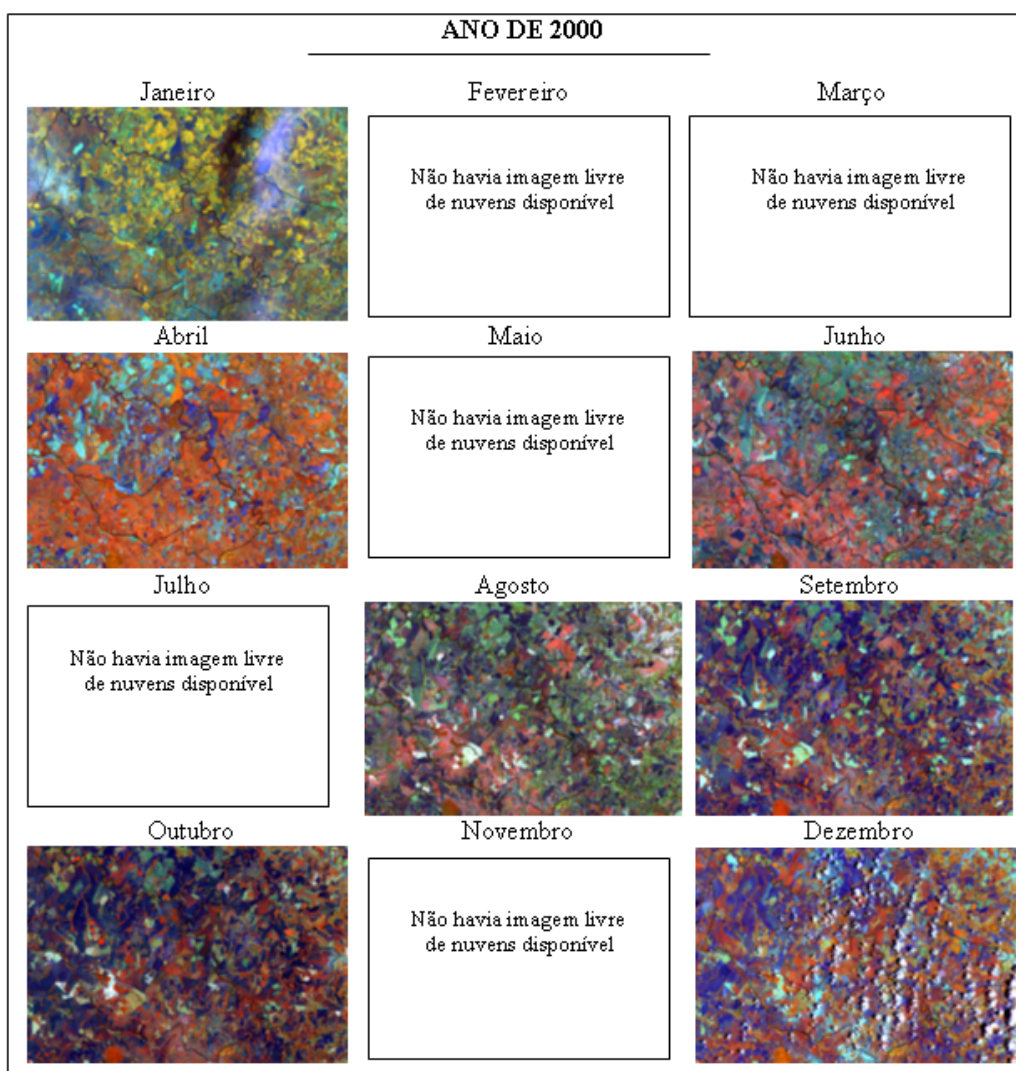 ANO DE 2000
Janeiro
Fevereiro
Março
Não havia imagem livre
de nuvens disponível
Não havia imagem livre
de nuvens disponível
Abril
Maio
Junho
Não havia imagem livre
de nuvens disponível
Julho
Agosto
Setembro
Não havia imagem livre
de nuvens disponível
Outubro
Novembro
Dezembro
Não havia imagem livre
de nuvens disponível